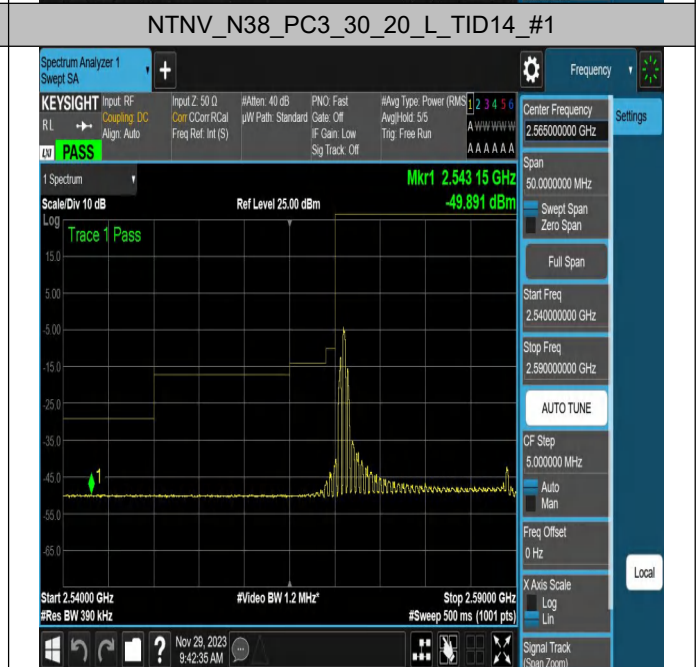 NTNV_N38_PC3_30_20_L_TID14_#1
Spectrum Analyzer 1
Swept SA
Frequency
KEYSIGHT
RL
LXI
PASS
Input: RF
Coupling: DC
Align: Auto
Input Z: 50 Ω
Corr CCorr RCal
Freq Ref: Int (S)
#Atten: 40 dB
µW Path: Standard
PNO: Fast
Gate: Off
IF Gain: Low
Sig Track: Off
#Avg Type: Power (RMS
Avg|Hold: 5/5
Trig: Free Run
1 2 3 4 5 6
A W W W W W
A A A A A A
1 Spectrum
Scale/Div 10 dB
Log
Ref Level 25.00 dBm
Mkr1 2.543 15 GHz
-49.891 dBm
Trace 1 Pass
15.0
5.00
-5.00
-15.0
-25.0
-35.0
-45.0
-55.0
-65.0
1
Start 2.54000 GHz
#Res BW 390 kHz
#Video BW 1.2 MHz*
Stop 2.59000 GHz
#Sweep 500 ms (1001 pts)
?
Nov 29, 2023
9:42:35 AM
Center Frequency
2.565000000 GHz
Settings
Span
50.0000000 MHz
Swept Span
Zero Span
Full Span
Start Freq
2.540000000 GHz
Stop Freq
2.590000000 GHz
AUTO TUNE
CF Step
5.000000 MHz
Auto
Man
Freq Offset
0 Hz
X Axis Scale
Log
Lin
Local
Signal Track
(Span Zoom)